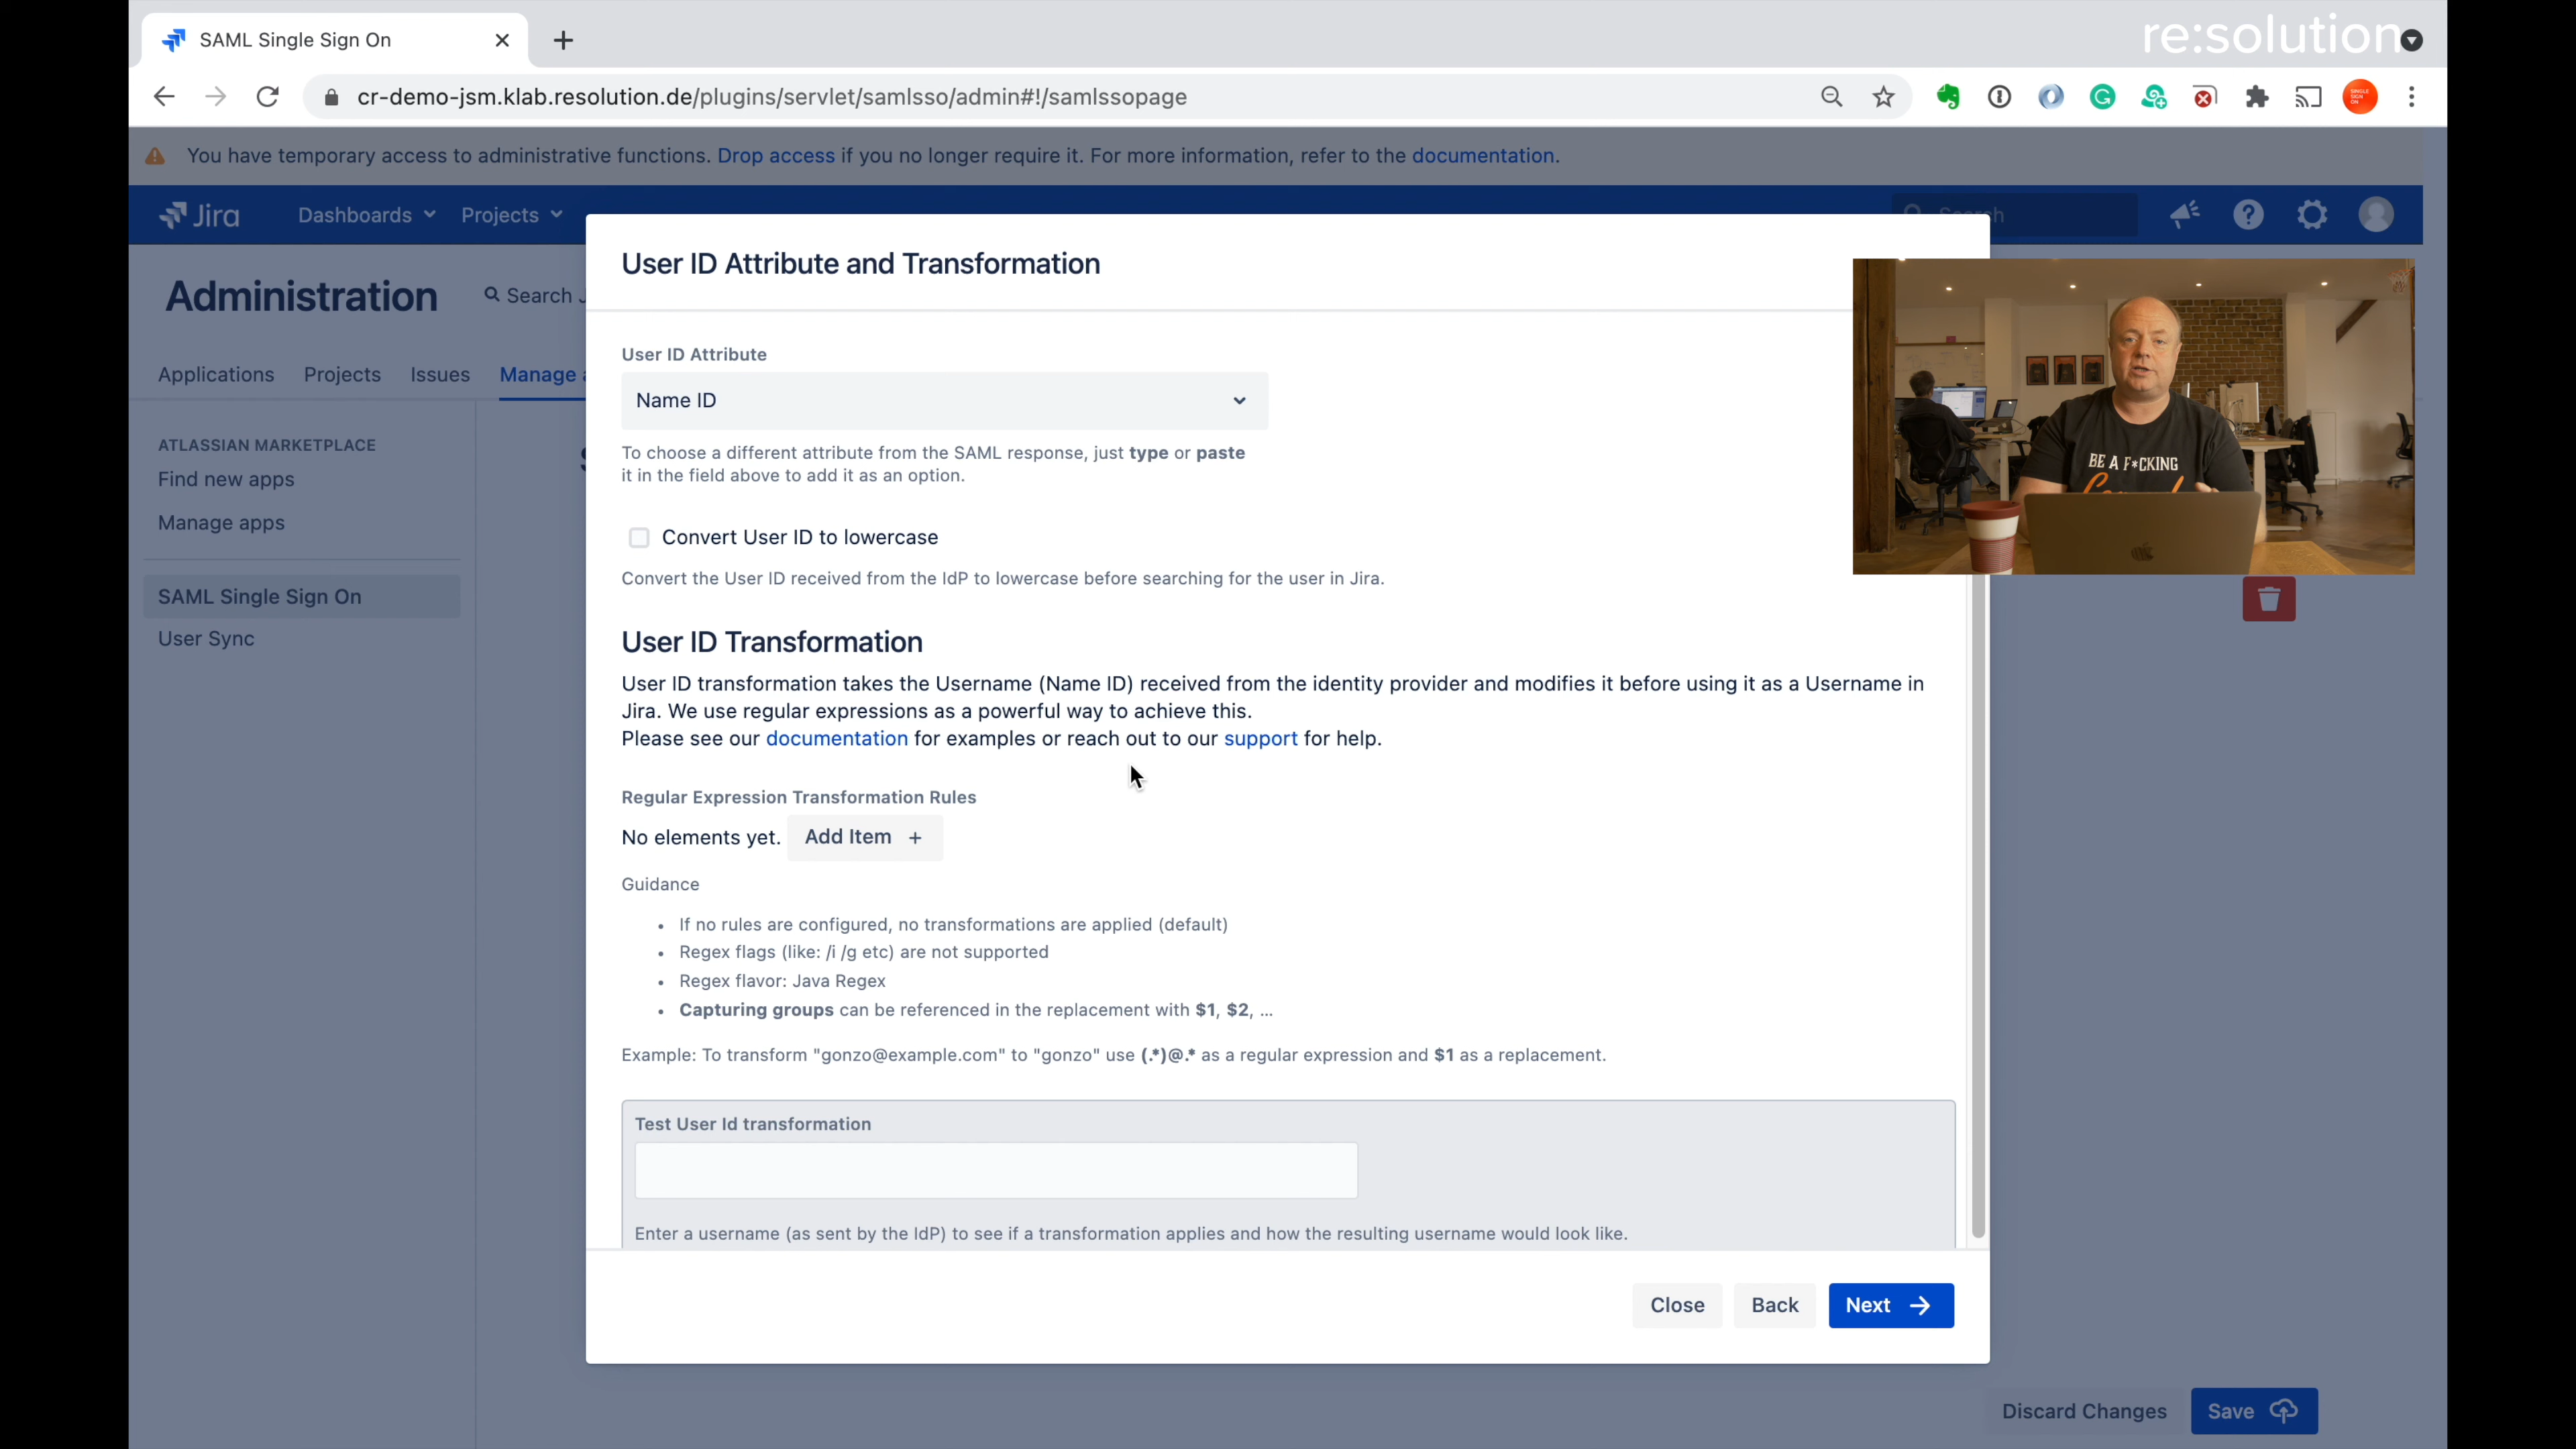 SAML Single Sign On
re:solution
cr-demo-jsm.klab.resolution.de/plugins/servlet/samlsso/admin#!/samlssopage
You have temporary access to administrative functions. Drop access if you no longer require it. For more information, refer to the documentation.
Jira Dashboards Projects Search
User ID Attribute and Transformation
Administration Search J
Applications Projects Issues Manage a
ATLASSIAN MARKETPLACE
Find new apps
Manage apps
SAML Single Sign On
User Sync
User ID Attribute
Name ID
To choose a different attribute from the SAML response, just type or paste
it in the field above to add it as an option.
Convert User ID to lowercase
Convert the User ID received from the IdP to lowercase before searching for the user in Jira.
BE A F*CKING
User ID Transformation
User ID transformation takes the Username (Name ID) received from the identity provider and modifies it before using it as a Username in
Jira. We use regular expressions as a powerful way to achieve this.
Please see our documentation for examples or reach out to our support for help.
Regular Expression Transformation Rules
No elements yet. Add Item +
Guidance
• If no rules are configured, no transformations are applied (default)
• Regex flags (like: /i /g etc) are not supported
• Regex flavor: Java Regex
• Capturing groups can be referenced in the replacement with $1, $2, ...
Example: To transform "gonzo@example.com" to "gonzo" use (.*)@.* as a regular expression and $1 as a replacement.
Test User Id transformation
Enter a username (as sent by the IdP) to see if a transformation applies and how the resulting username would look like.
Close Back Next
Discard Changes Save